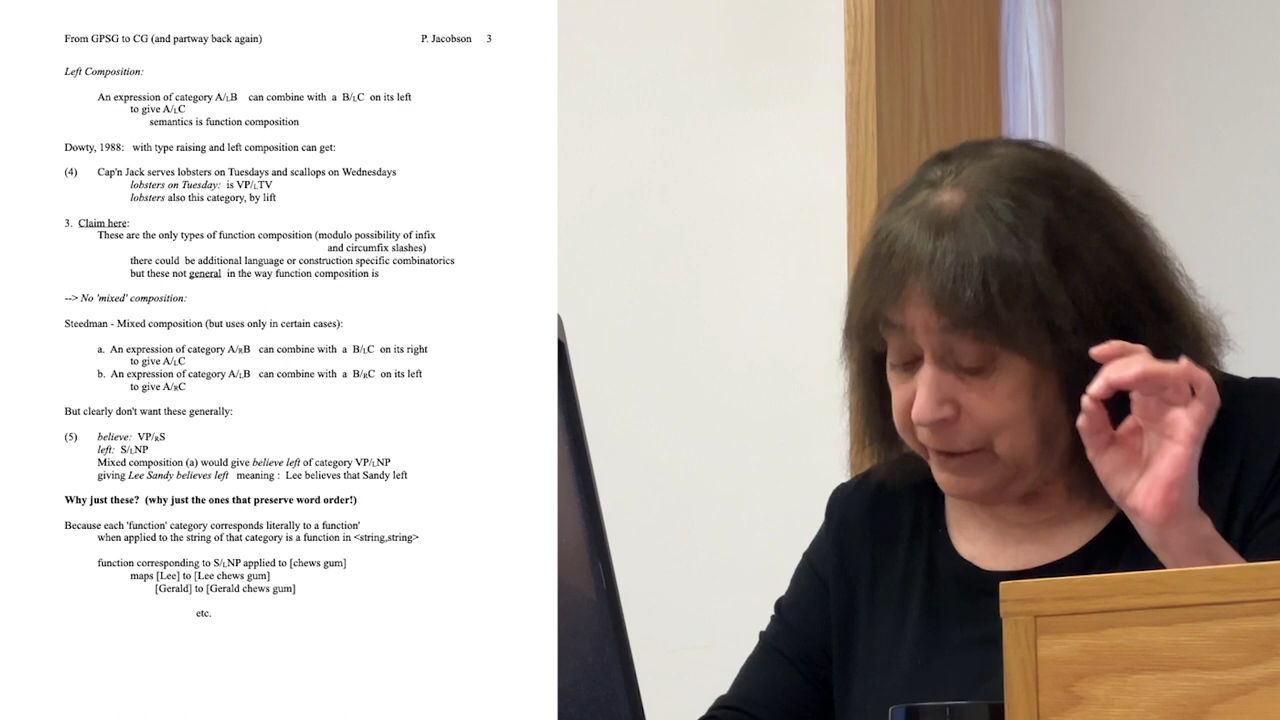 From GPSG to CG (and partway back again) P. Jacobson 3
Left Composition:
An expression of category A/LB can combine with a B/LC on its left
to give A/LC
semantics is function composition
Dowty, 1988: with type raising and left composition can get:
(4) Cap'n Jack serves lobsters on Tuesdays and scallops on Wednesdays
lobsters on Tuesday: is VP/LTV
lobsters also this category, by lift
3. Claim here:
These are the only types of function composition (modulo possibility of infix
and circumfix slashes)
there could be additional language or construction specific combinatorics
but these not general in the way function composition is
--> No 'mixed' composition:
Steedman - Mixed composition (but uses only in certain cases):
a. An expression of category A/RB can combine with a B/LC on its right
to give A/LC
b. An expression of category A/LB can combine with a B/RC on its left
to give A/RC
But clearly don't want these generally:
(5) believe: VP/RS
left: S/LNP
Mixed composition (a) would give believe left of category VP/LNP
giving Lee Sandy believes left meaning : Lee believes that Sandy left
Why just these? (why just the ones that preserve word order!)
Because each 'function' category corresponds literally to a function'
when applied to the string of that category is a function in <string,string>
function corresponding to S/LNP applied to [chews gum]
maps [Lee] to [Lee chews gum]
[Gerald] to [Gerald chews gum]
etc.